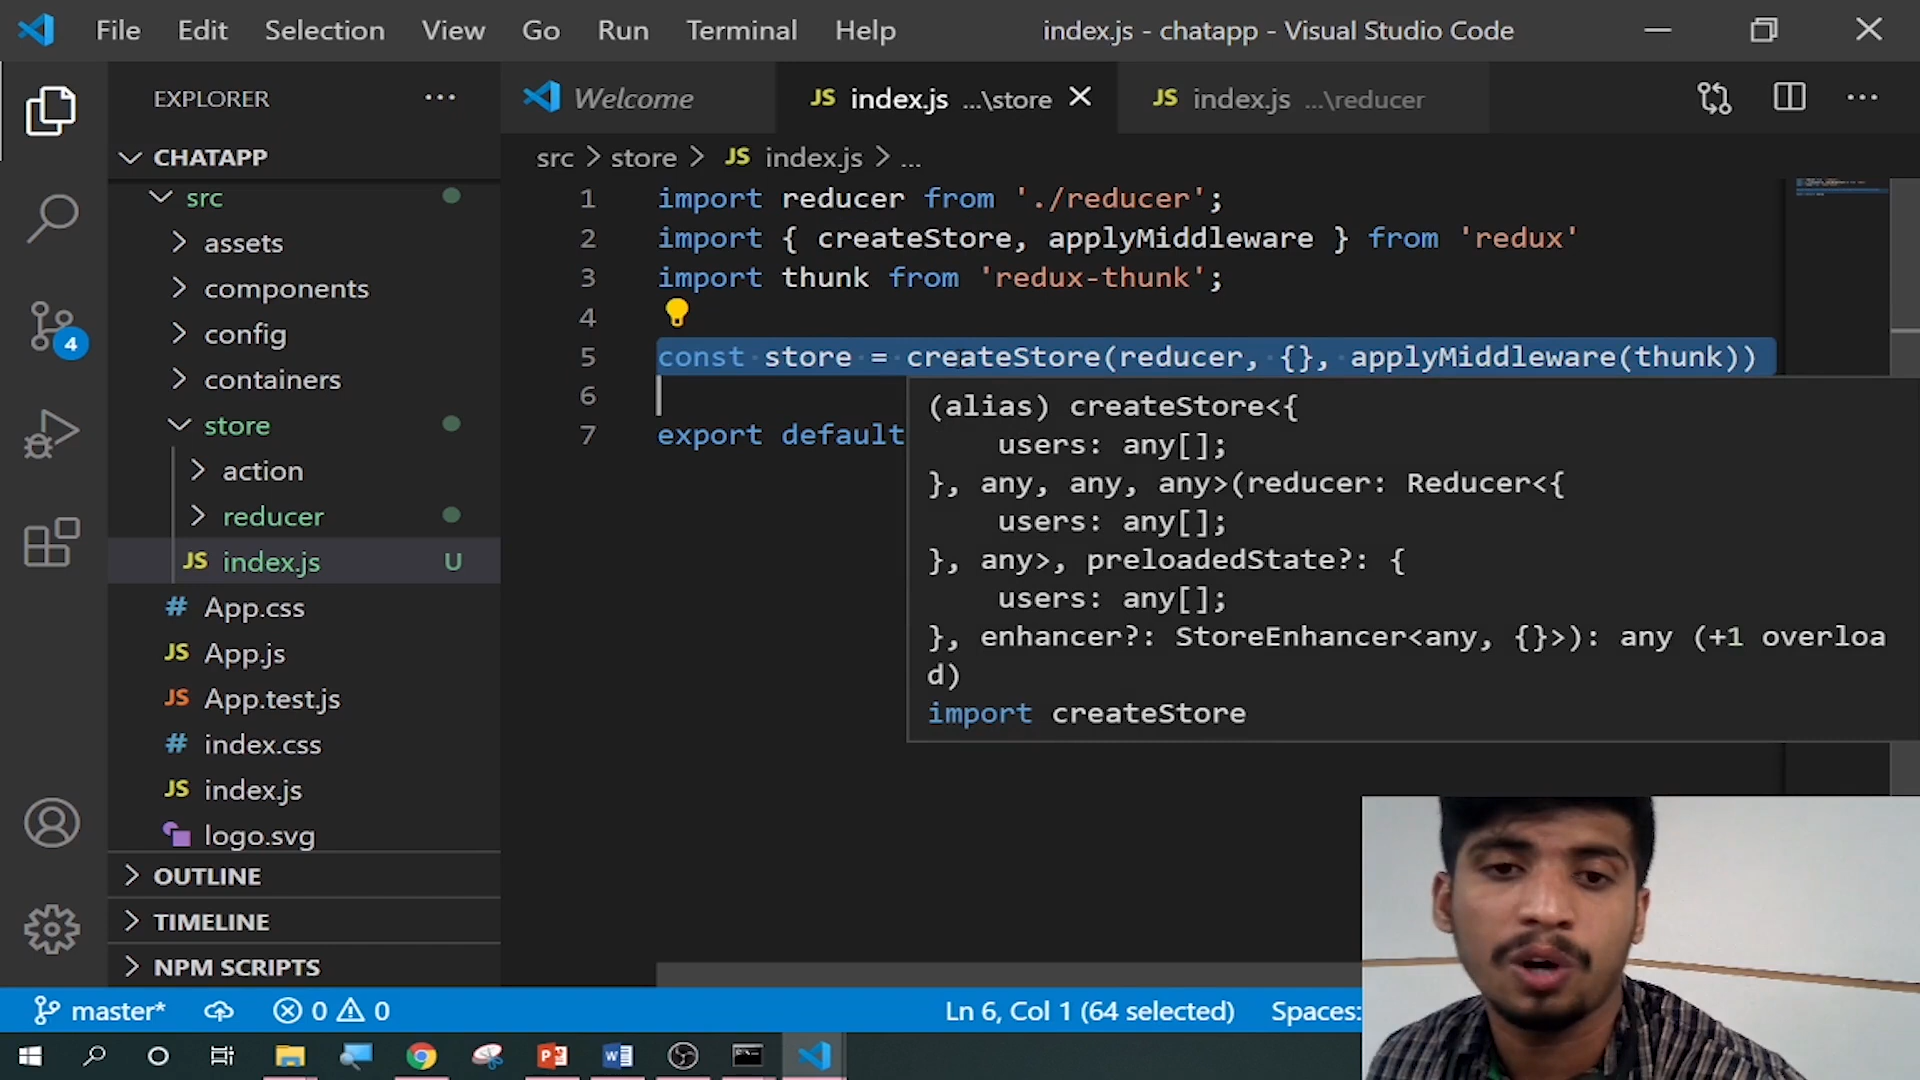 File Edit Selection View Go Run Terminal Help index.js - chatapp - Visual Studio Code
EXPLORER ...
Welcome
JS index.js ...\store
JS index.js ...\reducer
CHATAPP
src > store > JS index.js > ...
src
assets
components
config
containers
store
action
reducer
JS index.js U
# App.css
JS App.js
JS App.test.js
# index.css
JS index.js
logo.svg
OUTLINE
TIMELINE
NPM SCRIPTS
4
1 import reducer from './reducer';
2 import { createStore, applyMiddleware } from 'redux'
3 import thunk from 'redux-thunk';
4
5 const store = createStore(reducer, {}, applyMiddleware(thunk))
6
7 export default
(alias) createStore<{
users: any[];
}, any, any, any>(reducer: Reducer<{
users: any[];
}, any>, preloadedState?: {
users: any[];
}, enhancer?: StoreEnhancer<any, {}>): any (+1 overloa
d)
import createStore
master* 0 0 Ln 6, Col 1 (64 selected) Spaces: